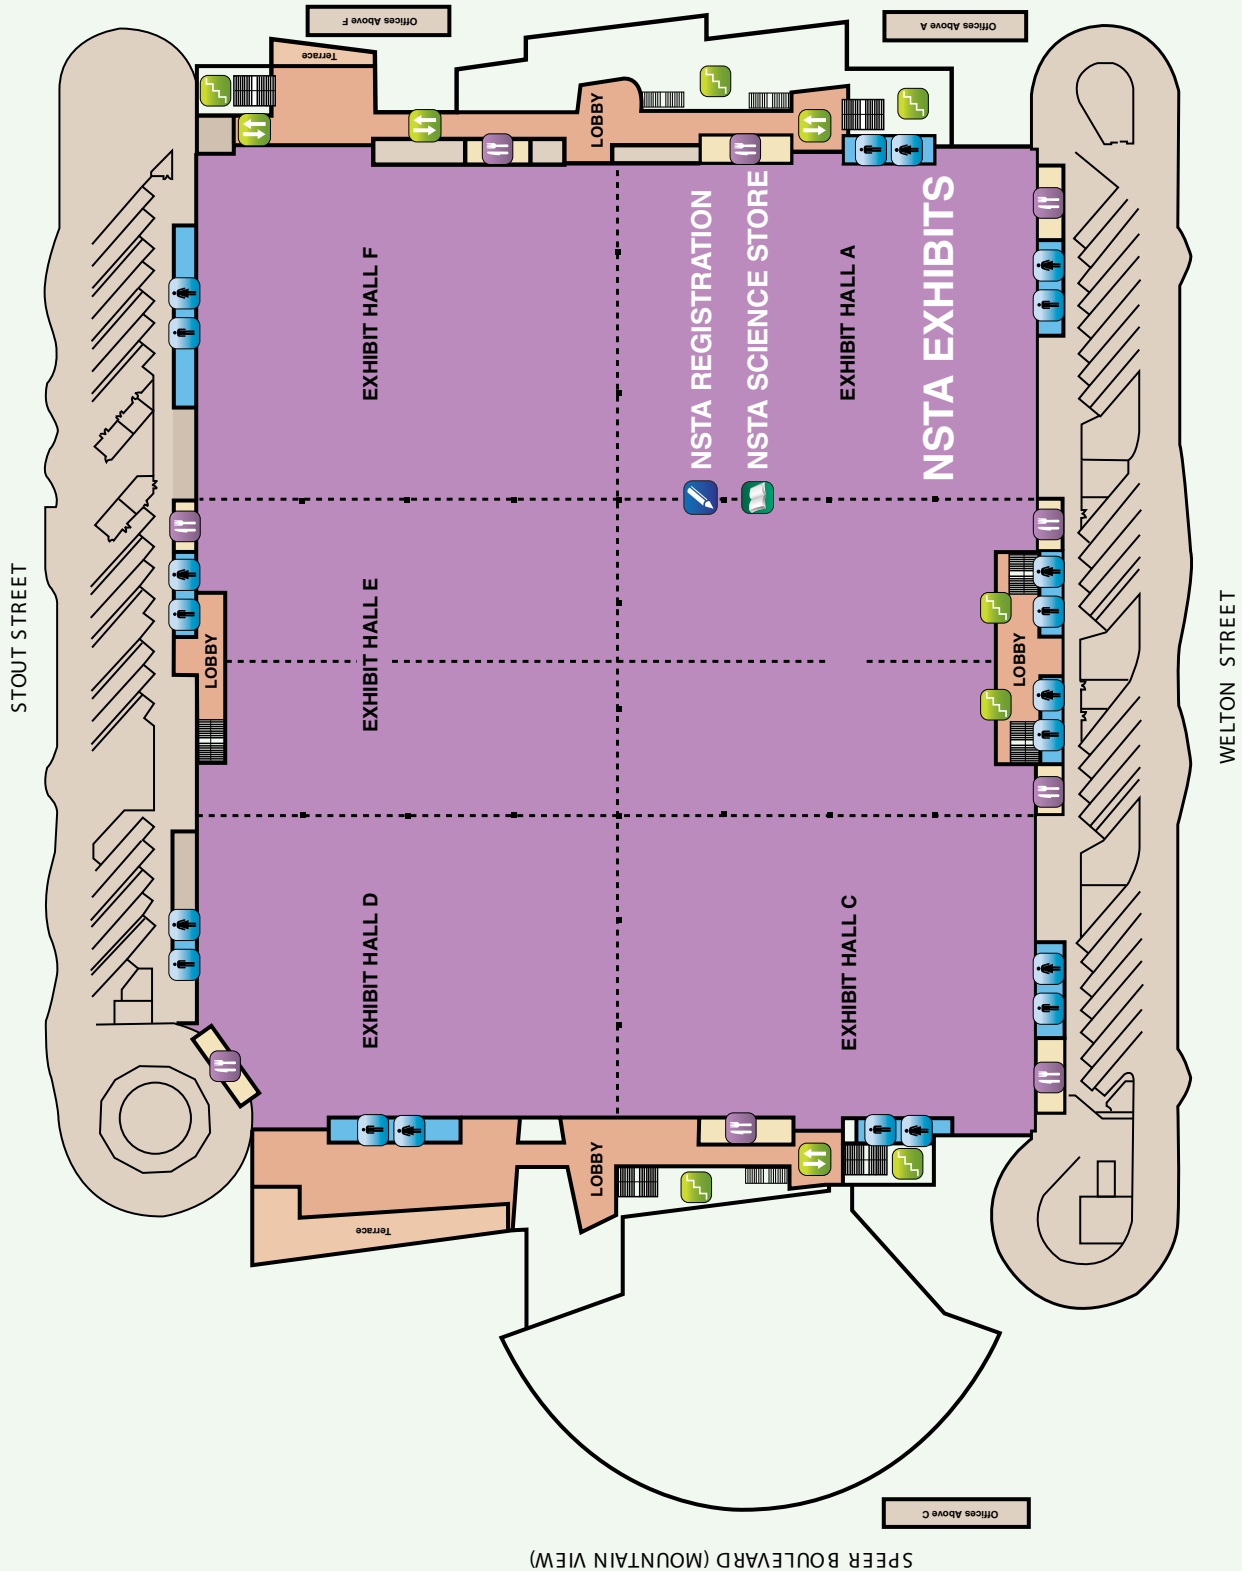 Offices Above F
Offices Above A
Terrace
LOBBY
EXHIBIT HALL F
NSTA REGISTRATION
NSTA SCIENCE STORE
EXHIBIT HALL A
NSTA EXHIBITS
STOUT STREET
LOBBY
EXHIBIT HALL E
LOBBY
WELTON STREET
EXHIBIT HALL D
EXHIBIT HALL C
LOBBY
Terrace
Offices Above C
SPEER BOULEVARD (MOUNTAIN VIEW)